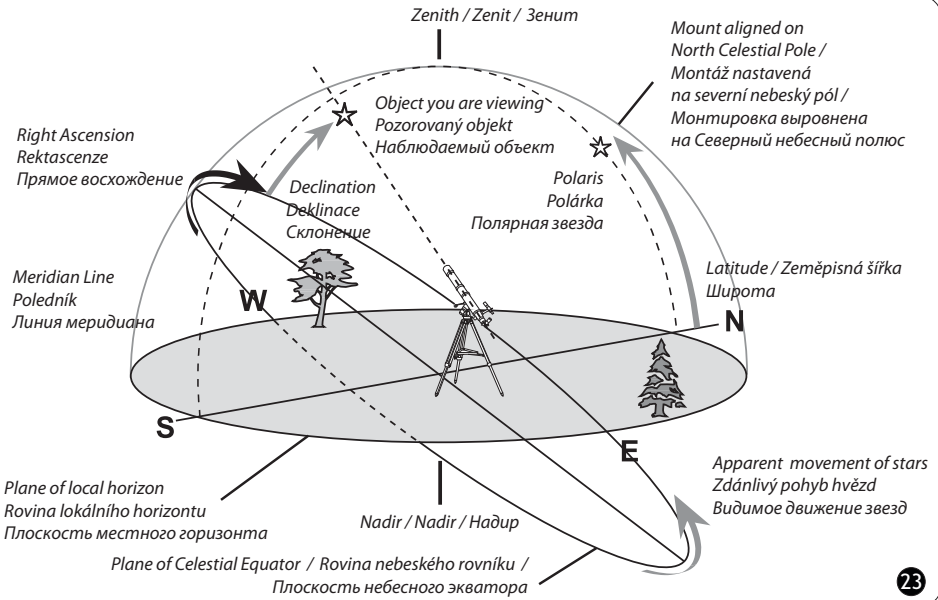 Zenith / Zenit / Зенит
Mount aligned on
North Celestial Pole /
Montáž nastavená
na severní nebeský pól /
Монтировка выровнена
на Северный небесный полюс
Object you are viewing
Pozorovaný objekt
Наблюдаемый объект
Right Ascension
Rektascenze
Прямое восхождение
Declination
Deklinace
Склонение
Polaris
Polárka
Полярная звезда
Meridian Line
Poledník
Линия меридиана
Latitude / Zeměpisná šířka
Широта
W
N
S
E
Plane of local horizon
Rovina lokálního horizontu
Плоскость местного горизонта
Nadir / Nadir / Надир
Apparent movement of stars
Zdánlivý pohyb hvězd
Видимое движение звезд
Plane of Celestial Equator / Rovina nebeského rovníku /
Плоскость небесного экватора
23